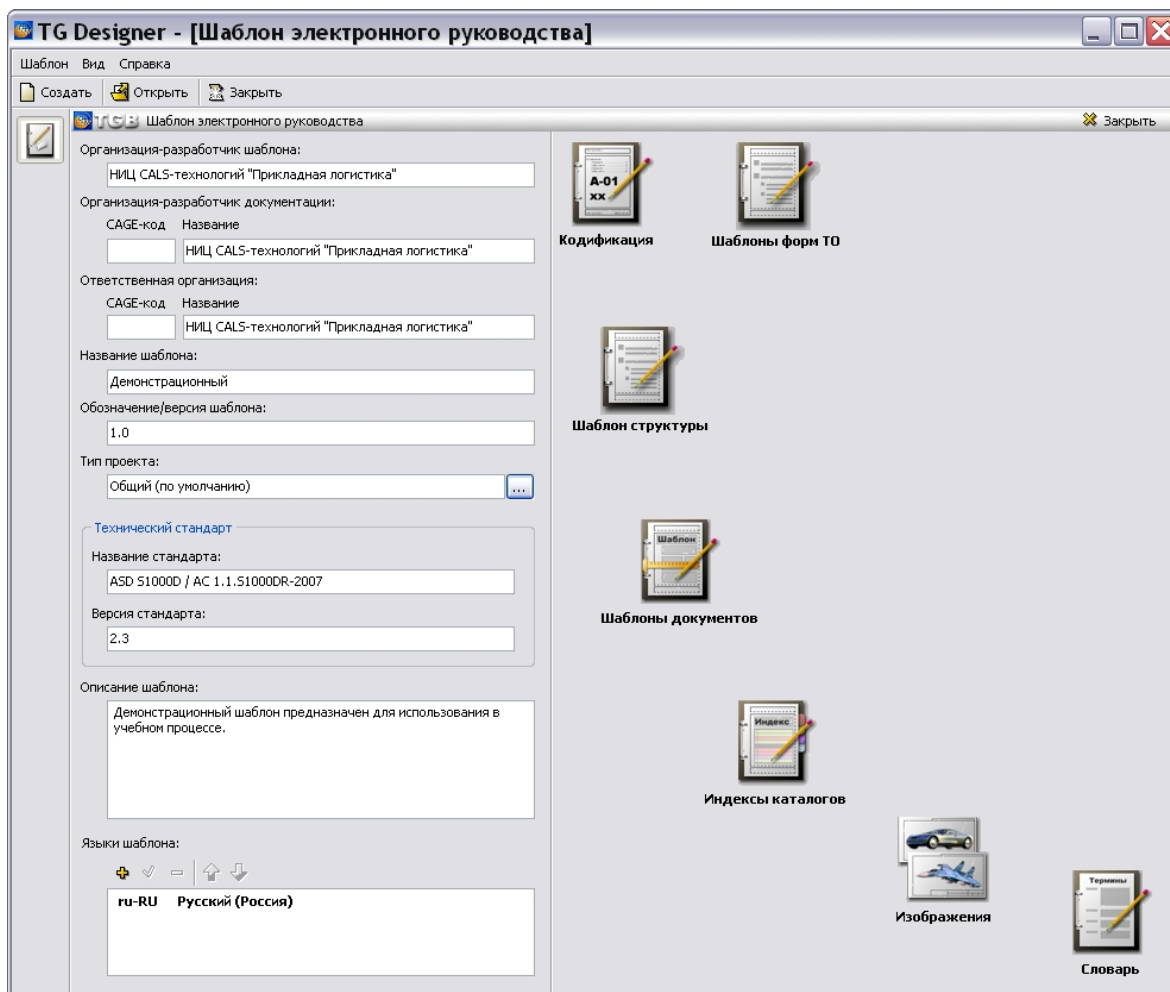 TG Designer - [Шаблон электронного руководства]
Шаблон Вид Справка
Создать Открыть Закрыть
TGB Шаблон электронного руководства Закрыть
Организация-разработчик шаблона:
НИЦ CALS-технологий "Прикладная логистика"
Организация-разработчик документации:
CAGE-код Название
НИЦ CALS-технологий "Прикладная логистика"
Ответственная организация:
CAGE-код Название
НИЦ CALS-технологий "Прикладная логистика"
Название шаблона:
Демонстрационный
Обозначение/версия шаблона:
1.0
Тип проекта:
Общий (по умолчанию)
...
Технический стандарт
Название стандарта:
ASD S1000D / АС 1.1.S1000DR-2007
Версия стандарта:
2.3
Описание шаблона:
Демонстрационный шаблон предназначен для использования в
учебном процессе.
Языки шаблона:
ru-RU Русский (Россия)
А-01
хх
Кодификация
Шаблоны форм ТО
Шаблон структуры
Шаблон
Шаблоны документов
Индекс
Индексы каталогов
Изображения
Термины
Словарь